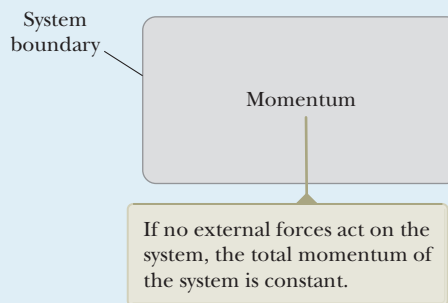 System
boundary
Momentum
If no external forces act on the
system, the total momentum of
the system is constant.